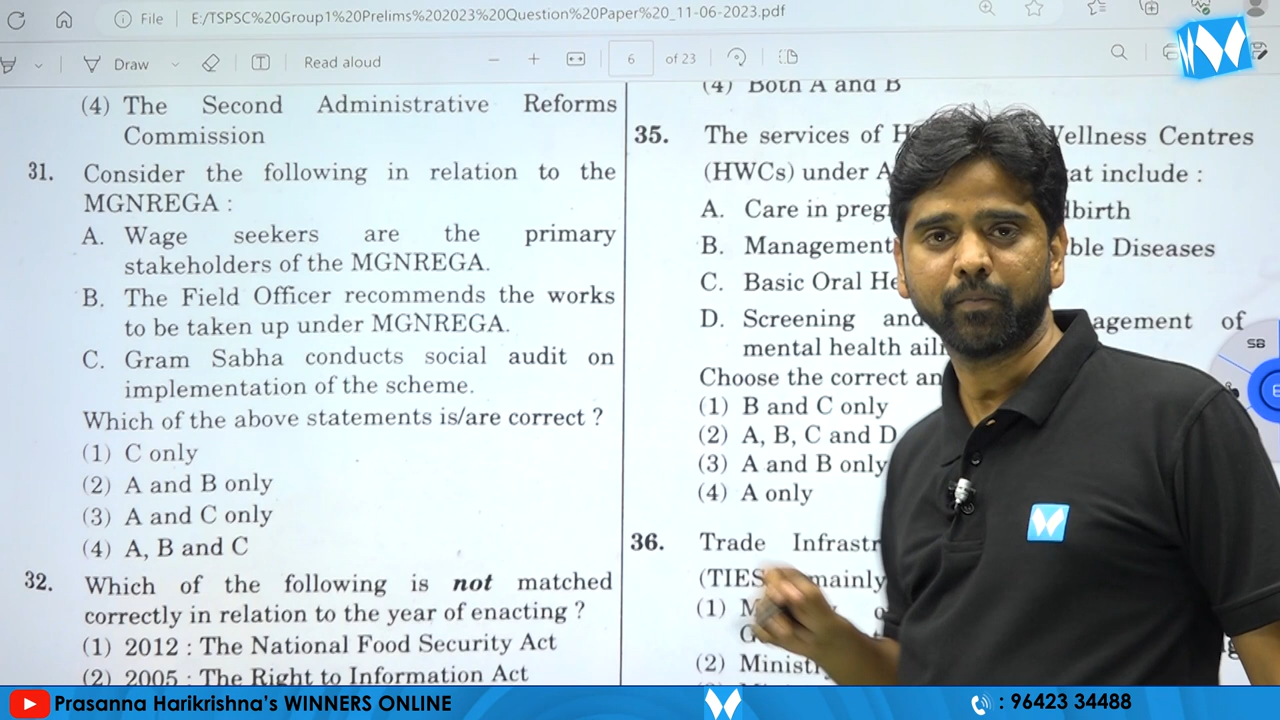 File
E:/TSPSC%20Group1%20Prelims%202023%20Question%20Paper%20_11-06-2023.pdf
Draw
T
Read aloud
6
of 23
(4) The Second Administrative Reforms
Commission
31. Consider the following in relation to the
MGNREGA :
A. Wage seekers are the primary
stakeholders of the MGNREGA.
B. The Field Officer recommends the works
to be taken up under MGNREGA.
C. Gram Sabha conducts social audit on
implementation of the scheme.
Which of the above statements is/are correct ?
(1) C only
(2) A and B only
(3) A and C only
(4) A, B and C
32. Which of the following is not matched
correctly in relation to the year of enacting ?
(1) 2012 : The National Food Security Act
(2) 2005 : The Right to Information Act
(4) Both A and B
35. The services of Wellness Centres
(HWCs) under include :
A. Care in
B. Management Diseases
C. Basic Oral
D. Screening and of
mental health
Choose the correct
(1) B and C only
(2) A, B, C and D
(3) A and B only
(4) A only
36. Trade
(TIES) mainly
(1)
(2)
SB
Prasanna Harikrishna's WINNERS ONLINE
: 96423 34488